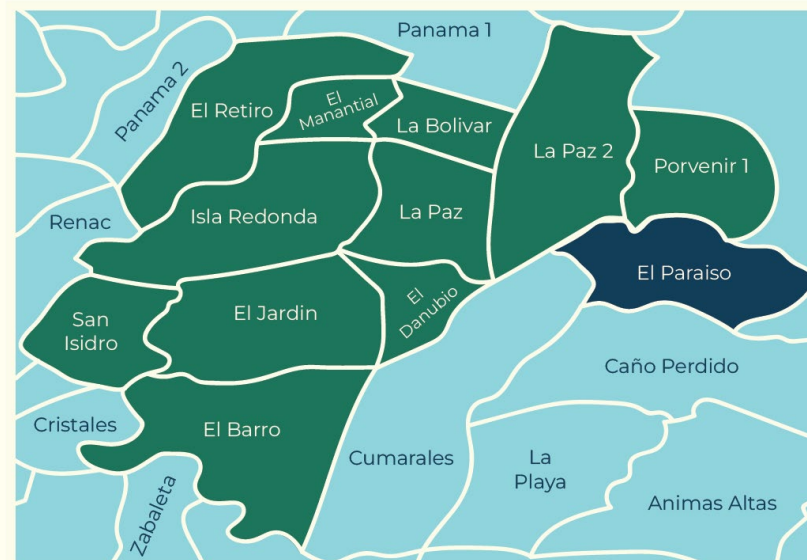 Panama 1
Panama 2
El Retiro
El
Manantial
La Bolivar
La Paz 2
Porvenir 1
Renac
Isla Redonda
La Paz
El Paraiso
San
Isidro
El Jardin
El
Danubio
Caño Perdido
Cristales
El Barro
Cumarales
La
Playa
Zabaleta
Animas Altas